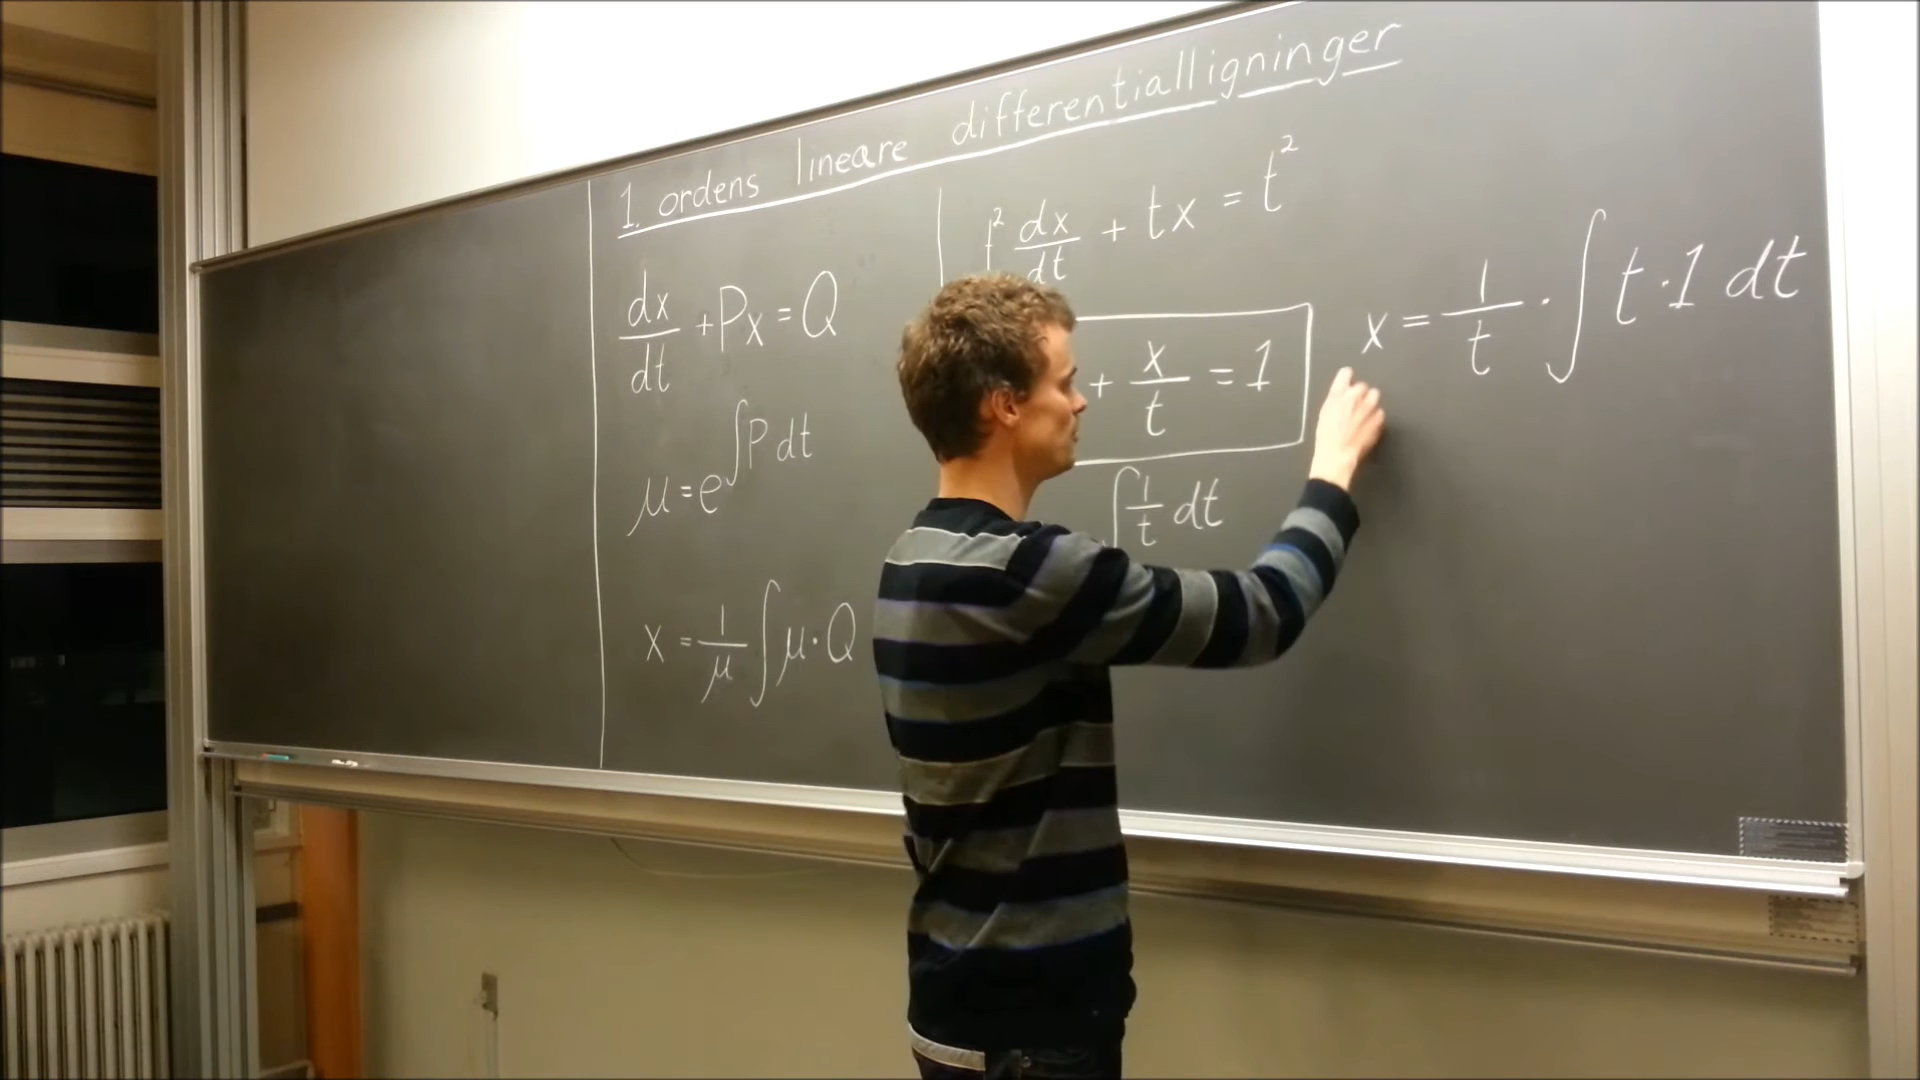 1. ordens lineare differentialligninger
dx/dt + Px = Q
μ = e^∫P dt
x = 1/μ ∫ μ · Q
t² dx/dt + tx = t²
+ x/t = 1
∫ 1/t dt
x = 1/t · ∫ t · 1 dt